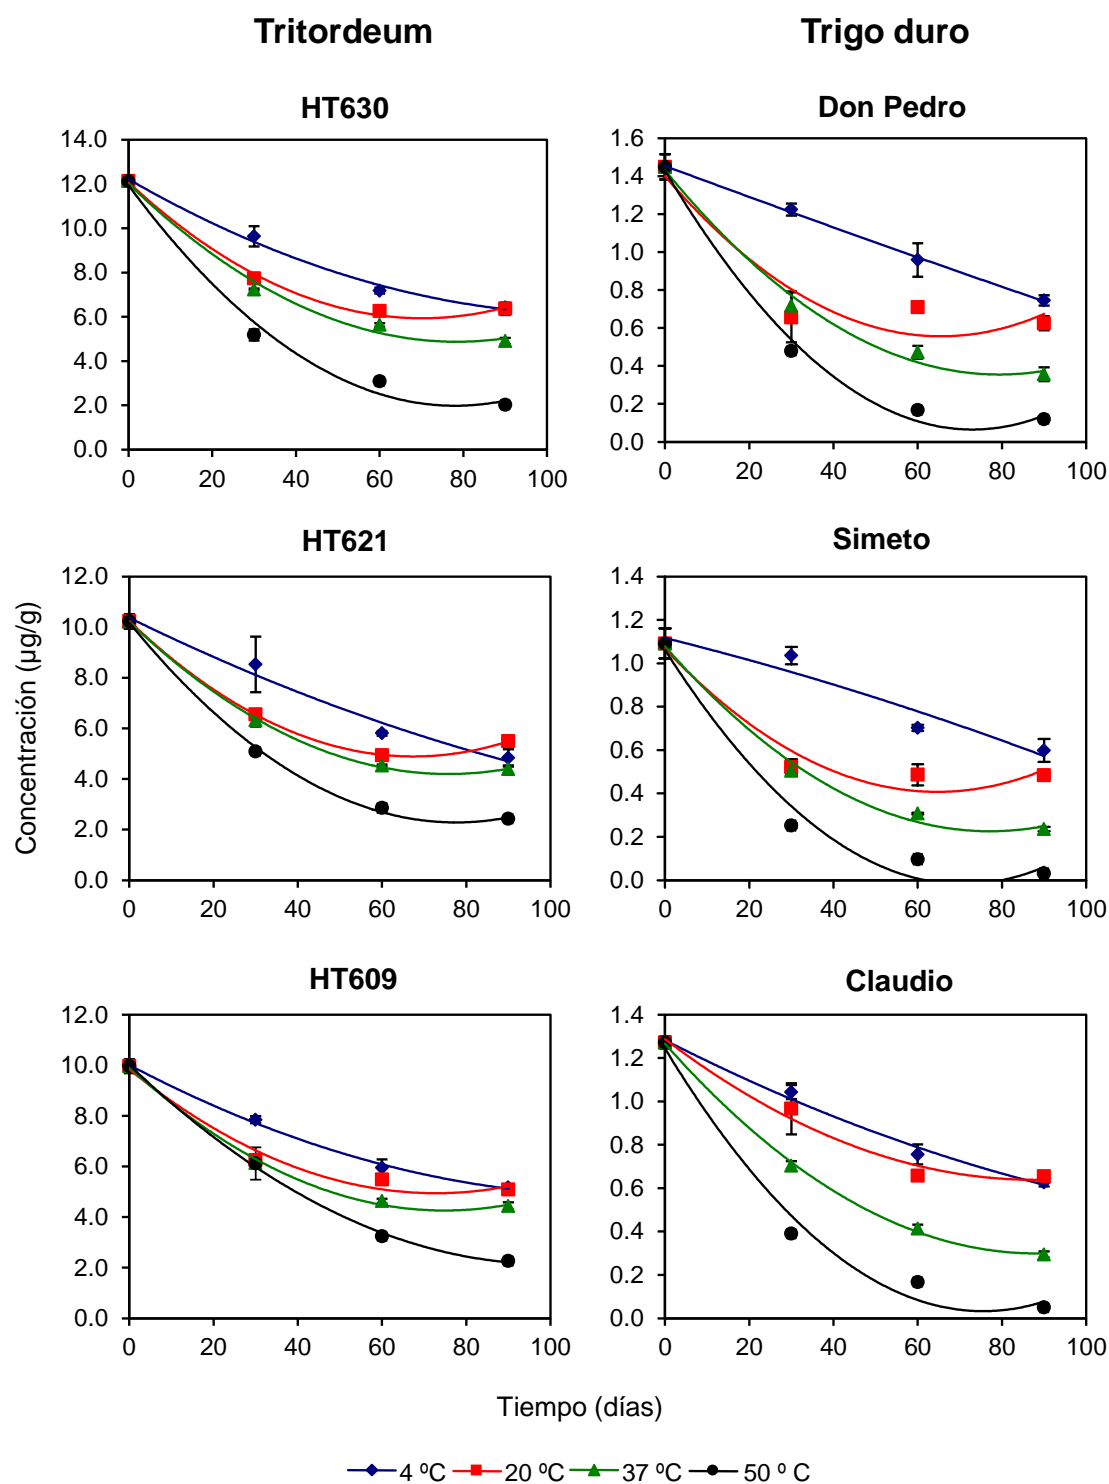 Tritordeum
Trigo duro
HT630
Don Pedro
14.0
12.0
10.0
8.0
6.0
4.0
2.0
0.0
0 20 40 60 80 100
1.6
1.4
1.2
1.0
0.8
0.6
0.4
0.2
0.0
0 20 40 60 80 100
HT621
Simeto
12.0
10.0
8.0
6.0
4.0
2.0
0.0
0 20 40 60 80 100
1.4
1.2
1.0
0.8
0.6
0.4
0.2
0.0
0 20 40 60 80 100
Concentración (µg/g)
HT609
Claudio
12.0
10.0
8.0
6.0
4.0
2.0
0.0
0 20 40 60 80 100
1.4
1.2
1.0
0.8
0.6
0.4
0.2
0.0
0 20 40 60 80 100
Tiempo (días)
4 ºC 20 ºC 37 ºC 50 º C